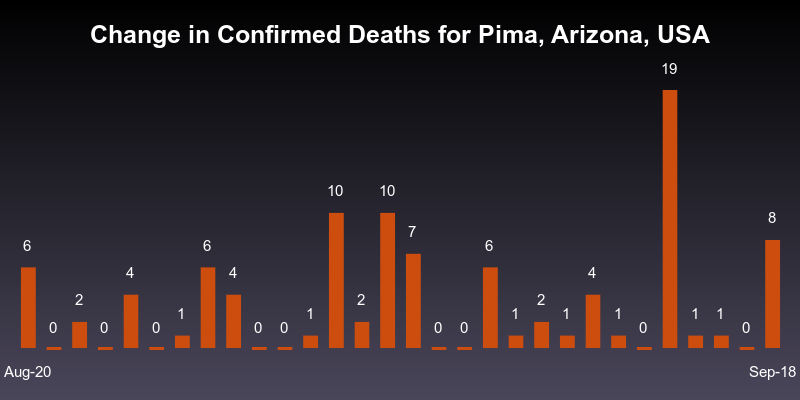 Change in Confirmed Deaths for Pima, Arizona, USA
19
10 10
8
7
6 6 6
4 4 4
2 2 2
1 1 1 1 1 1 1
0 0 0 0 0 0 0 0 0
Aug-20 Sep-18